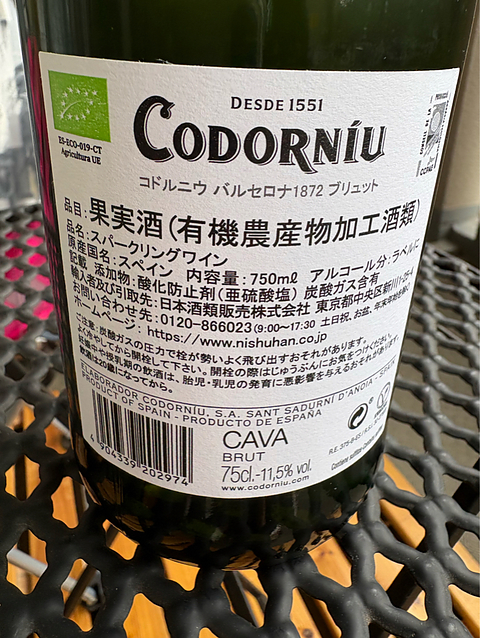 DESDE 1551
CODORNÍU
コドルニウ バルセロナ1872 ブリュット
ES-ECO-019-CT
Agricultura UE
品目:果実酒(有機農産物加工酒類)
品名:スパークリングワイン
原産国名:スペイン 内容量:750mℓ アルコール分:ラベルに
記載 添加物:酸化防止剤(亜硫酸塩) 炭酸ガス含有
輸入者及び引取先:日本酒類販売株式会社 東京都中央区新川1-25-4
お問い合わせ先:0120-866023(9:00~17:30 土日祝、お盆、年末年始を除く)
ホームページ:https://www.nishuhan.co.jp
ご注意:炭酸ガスの圧力で栓が勢いよく飛び出すおそれがあります。
よく冷やしてから開栓して下さい。開栓の際はじゅうぶんにお気をつけください。
妊娠中や授乳期の飲酒は、胎児・乳児の発育に悪影響を与えるおそれがあります。
飲酒は20歳になってから。
ELABORADOR CODORNÍU, S.A. SANT SADURNÍ D'ANOIA - SPAIN
PRODUCT OF SPAIN - PRODUCTO DE ESPAÑA
4 904339 202974
CAVA
BRUT
75cl.-11,5% vol.
www.codorniu.com